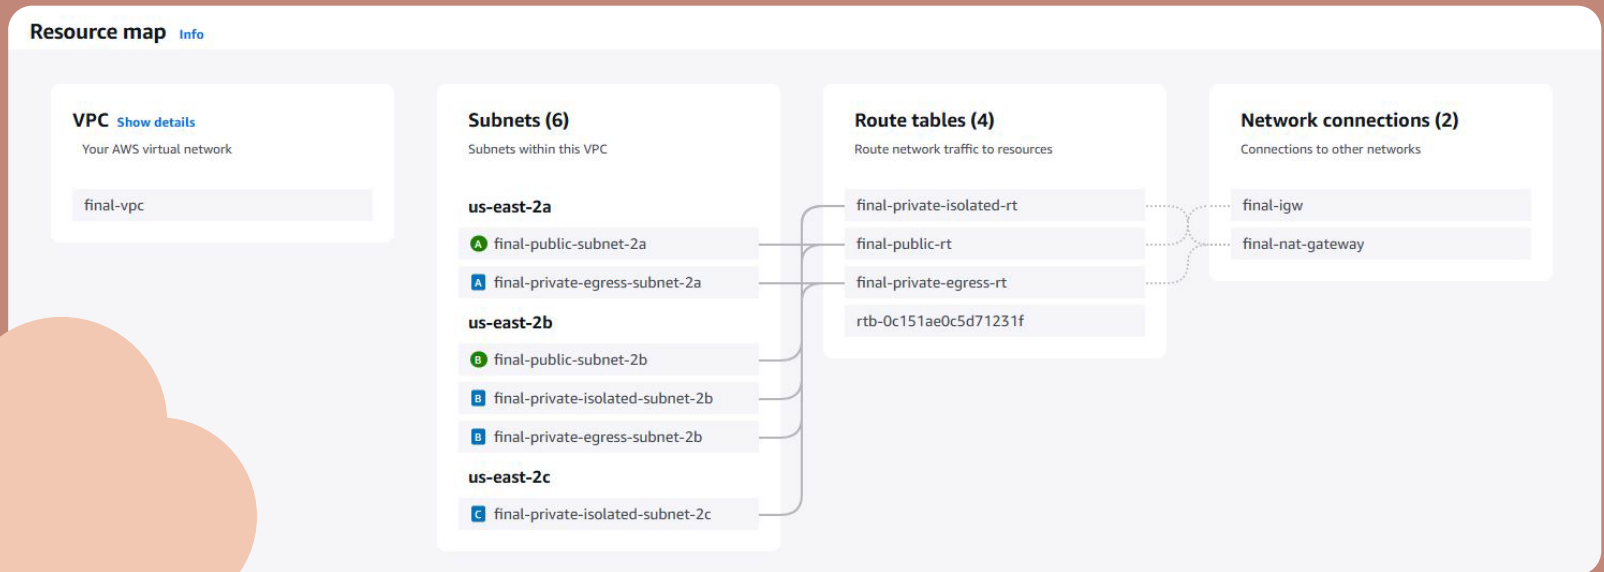 Resource map Info
VPC Show details
Your AWS virtual network
final-vpc
Subnets (6)
Subnets within this VPC
us-east-2a
A final-public-subnet-2a
A final-private-egress-subnet-2a
us-east-2b
B final-public-subnet-2b
B final-private-isolated-subnet-2b
B final-private-egress-subnet-2b
us-east-2c
C final-private-isolated-subnet-2c
Route tables (4)
Route network traffic to resources
final-private-isolated-rt
final-public-rt
final-private-egress-rt
rtb-0c151ae0c5d71231f
Network connections (2)
Connections to other networks
final-igw
final-nat-gateway